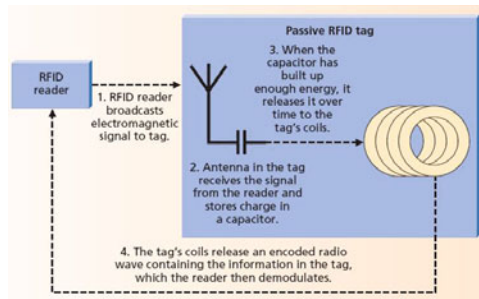 Passive RFID tag
RFID
reader
1. RFID reader
broadcasts
electromagnetic
signal to tag.
2. Antenna in the tag
receives the signal
from the reader and
stores charge in
a capacitor.
3. When the
capacitor has
built up
enough energy, it
releases it over
time to the
tag's coils.
4. The tag's coils release an encoded radio
wave containing the information in the tag,
which the reader then demodulates.